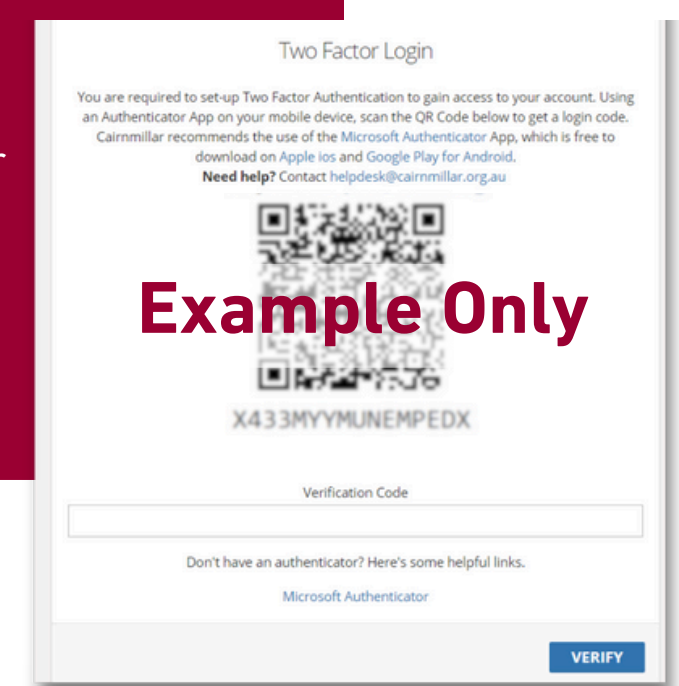 Two Factor Login
You are required to set-up Two Factor Authentication to gain access to your account. Using
an Authenticator App on your mobile device, scan the QR Code below to get a login code.
Cairnmillar recommends the use of the Microsoft Authenticator App, which is free to
download on Apple ios and Google Play for Android.
Need help? Contact helpdesk@cairnmillar.org.au
Example Only
X433MYYMUNEMPEDX
Verification Code
Don't have an authenticator? Here's some helpful links.
Microsoft Authenticator
VERIFY